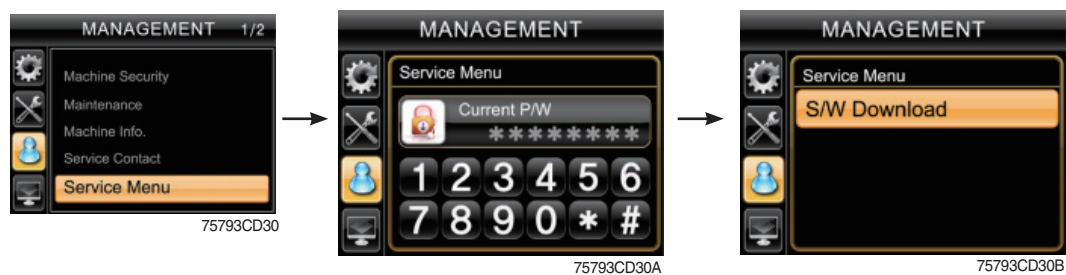 MANAGEMENT 1/2
Machine Security
Maintenance
Machine Info.
Service Contact
Service Menu
75793CD30
MANAGEMENT
Service Menu
Current P/W
********
1 2 3 4 5 6
7 8 9 0 * #
75793CD30A
MANAGEMENT
Service Menu
S/W Download
75793CD30B